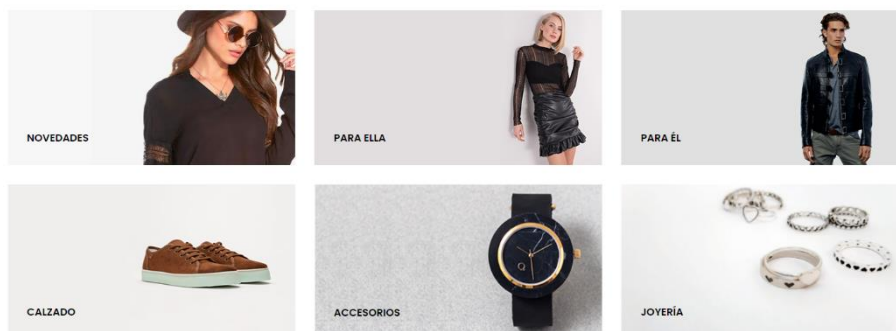 NOVEDADES
PARA ELLA
PARA ÉL
CALZADO
ACCESORIOS
JOYERÍA